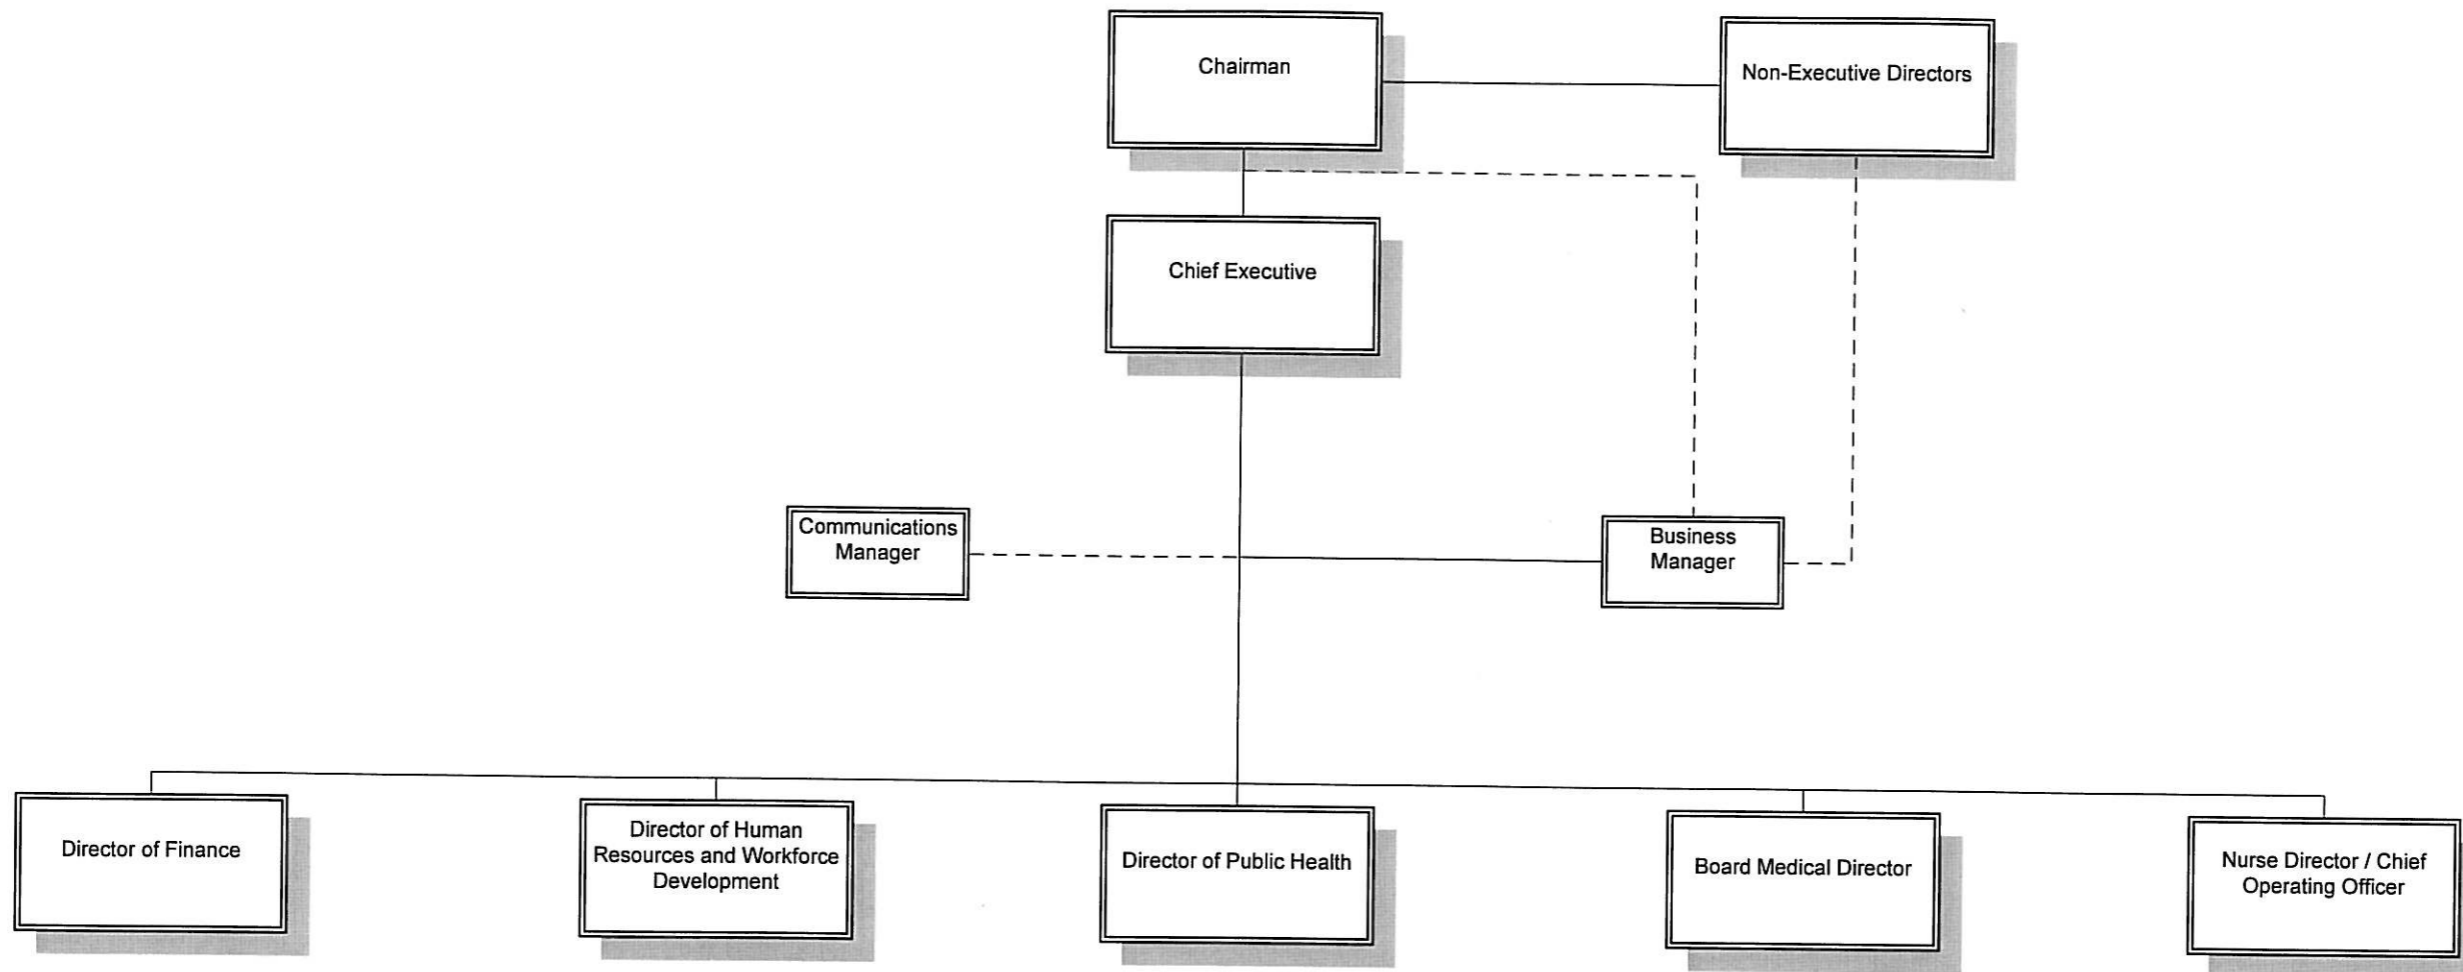 Chairman
Non-Executive Directors
Chief Executive
Communications
Manager
Business
Manager
Director of Finance
Director of Human
Resources and Workforce
Development
Director of Public Health
Board Medical Director
Nurse Director / Chief
Operating Officer